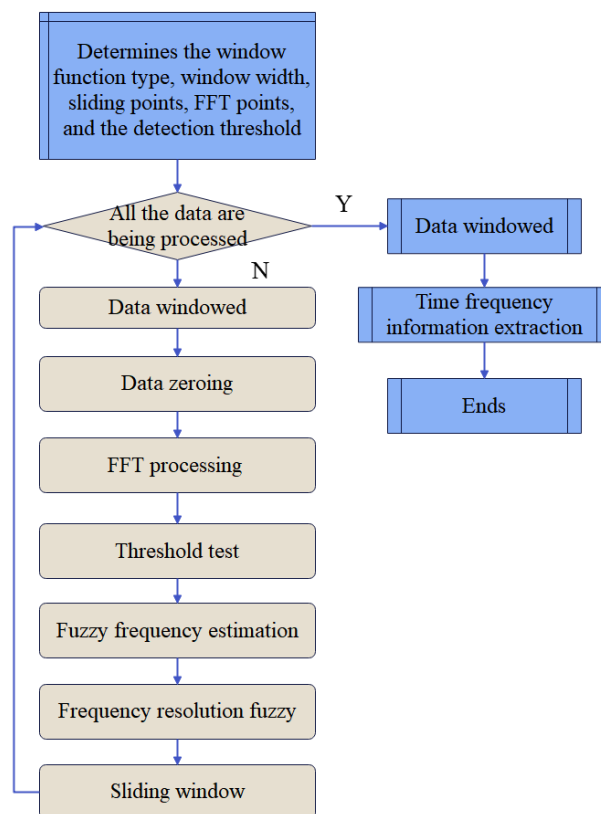 Determines the window
function type, window width,
sliding points, FFT points,
and the detection threshold
All the data are
being processed
Y
N
Data windowed
Data zeroing
FFT processing
Threshold test
Fuzzy frequency estimation
Frequency resolution fuzzy
Sliding window
Data windowed
Time frequency
information extraction
Ends